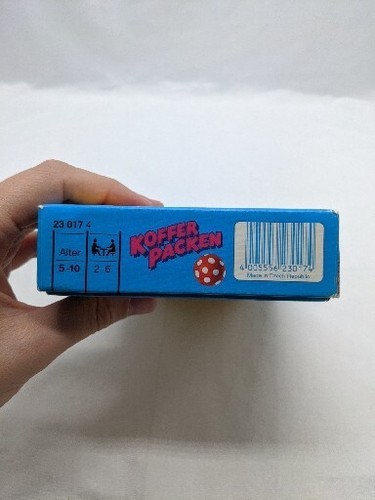 23 017 4
Alter
5-10
2-6
KOFFER
PACKEN
4 005556 230174
Made in Czech Republic